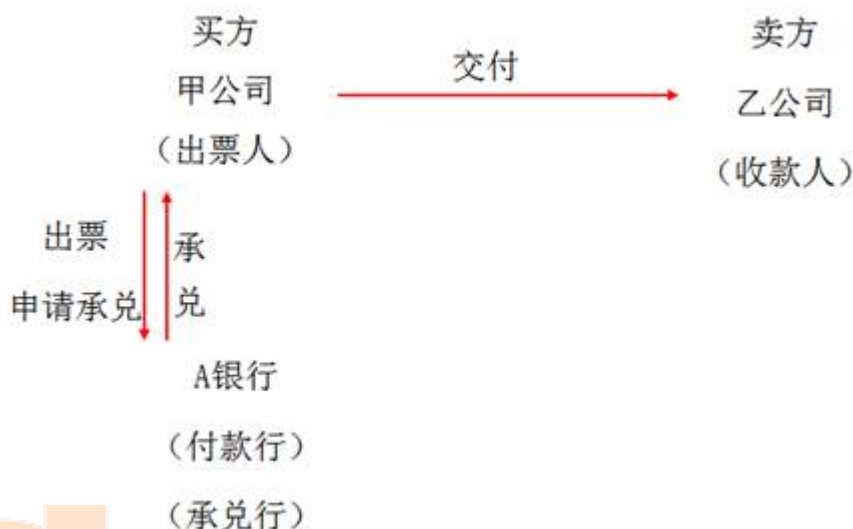 买方
甲公司
（出票人）
交付
卖方
乙公司
（收款人）
出票
申请承兑
承
兑
A银行
（付款行）
（承兑行）